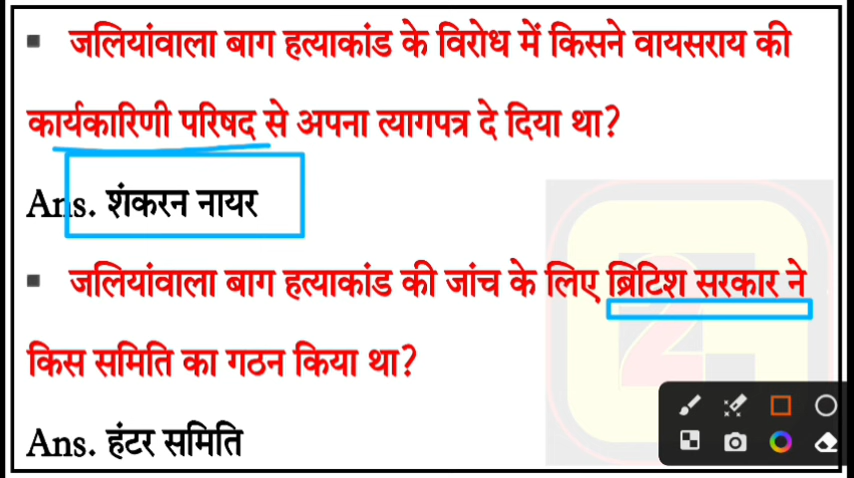 ▪ जलियांवाला बाग हत्याकांड के विरोध में किसने वायसराय की
कार्यकारिणी परिषद से अपना त्यागपत्र दे दिया था?
Ans. शंकरन नायर
▪ जलियांवाला बाग हत्याकांड की जांच के लिए ब्रिटिश सरकार ने
किस समिति का गठन किया था?
Ans. हंटर समिति